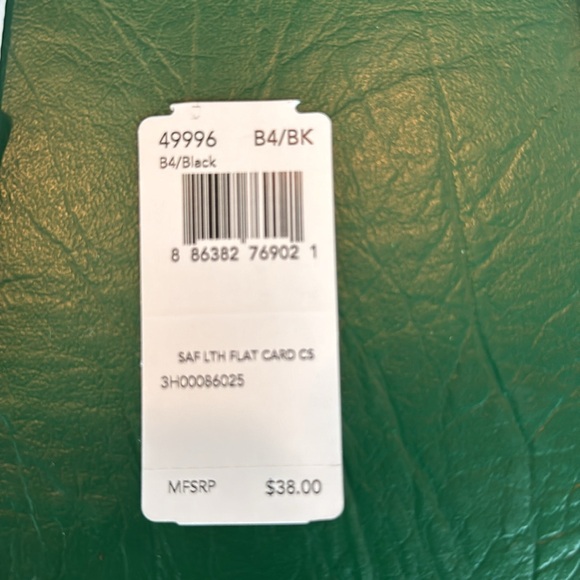 49996 B4/BK
B4/Black
8 86382 76902 1
SAF LTH FLAT CARD CS
3H00086025
MFSRP $38.00